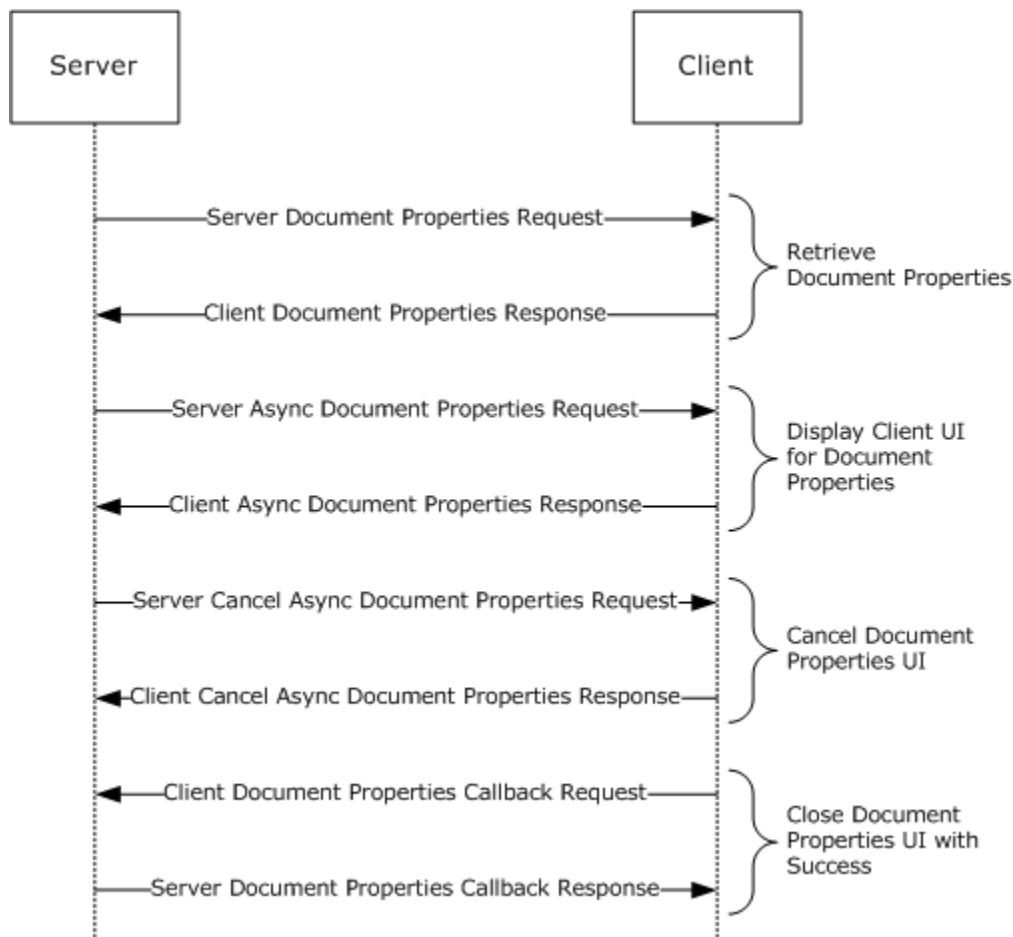 Server
Client
Server Document Properties Request
Retrieve
Document Properties
Client Document Properties Response
Server Async Document Properties Request
Display Client UI
for Document
Properties
Client Async Document Properties Response
Server Cancel Async Document Properties Request
Cancel Document
Properties UI
Client Cancel Async Document Properties Response
Client Document Properties Callback Request
Close Document
Properties UI with
Success
Server Document Properties Callback Response